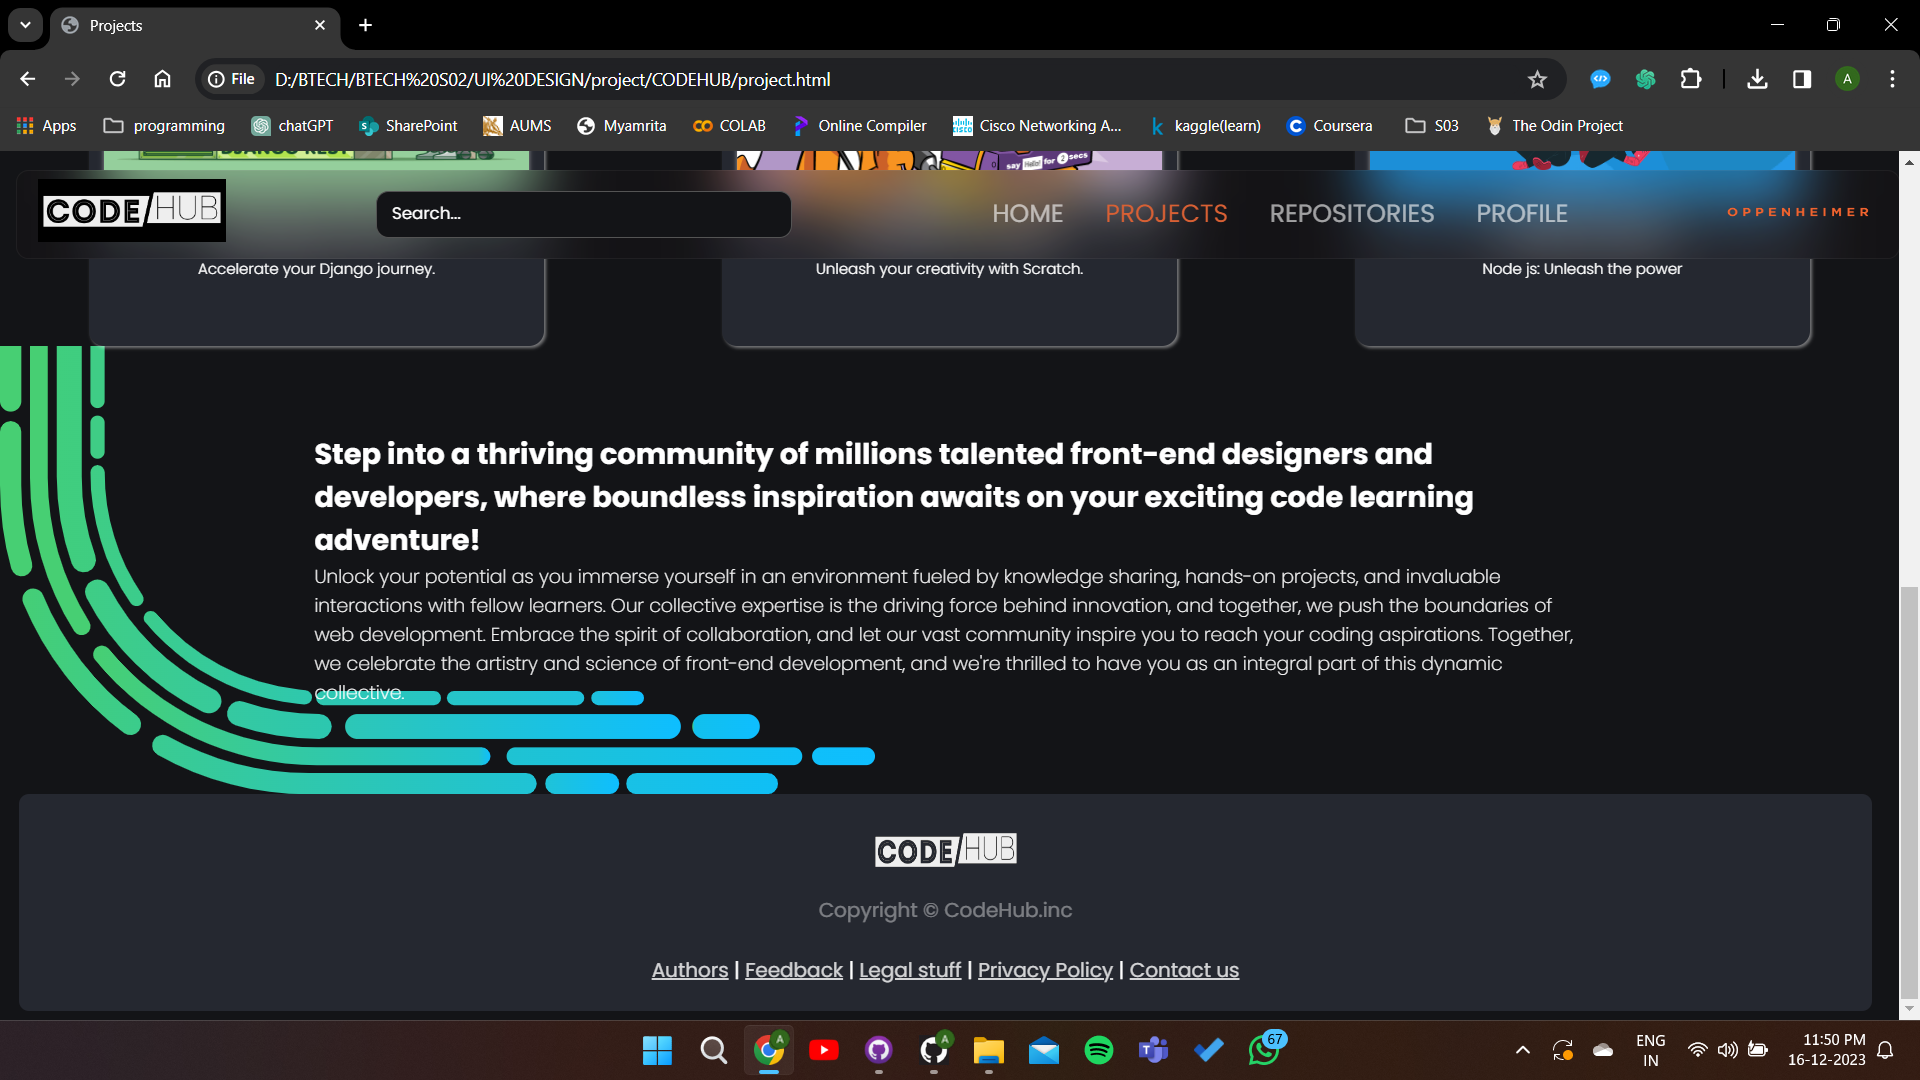 Projects
File
D:/BTECH/BTECH%20S02/UI%20DESIGN/project/CODEHUB/project.html
A
Apps
programming
chatGPT
SharePoint
AUMS
Myamrita
COLAB
Online Compiler
Cisco Networking A...
kaggle(learn)
Coursera
S03
The Odin Project
say Hello! for 2 secs
CODE/HUB
Search...
HOME
PROJECTS
REPOSITORIES
PROFILE
OPPENHEIMER
Accelerate your Django journey.
Unleash your creativity with Scratch.
Node js: Unleash the power
Step into a thriving community of millions talented front-end designers and
developers, where boundless inspiration awaits on your exciting code learning
adventure!
Unlock your potential as you immerse yourself in an environment fueled by knowledge sharing, hands-on projects, and invaluable
interactions with fellow learners. Our collective expertise is the driving force behind innovation, and together, we push the boundaries of
web development. Embrace the spirit of collaboration, and let our vast community inspire you to reach your coding aspirations. Together,
we celebrate the artistry and science of front-end development, and we're thrilled to have you as an integral part of this dynamic
collective.
CODE/HUB
Copyright © CodeHub.inc
Authors | Feedback | Legal stuff | Privacy Policy | Contact us
A
A
67
ENG
IN
11:50 PM
16-12-2023